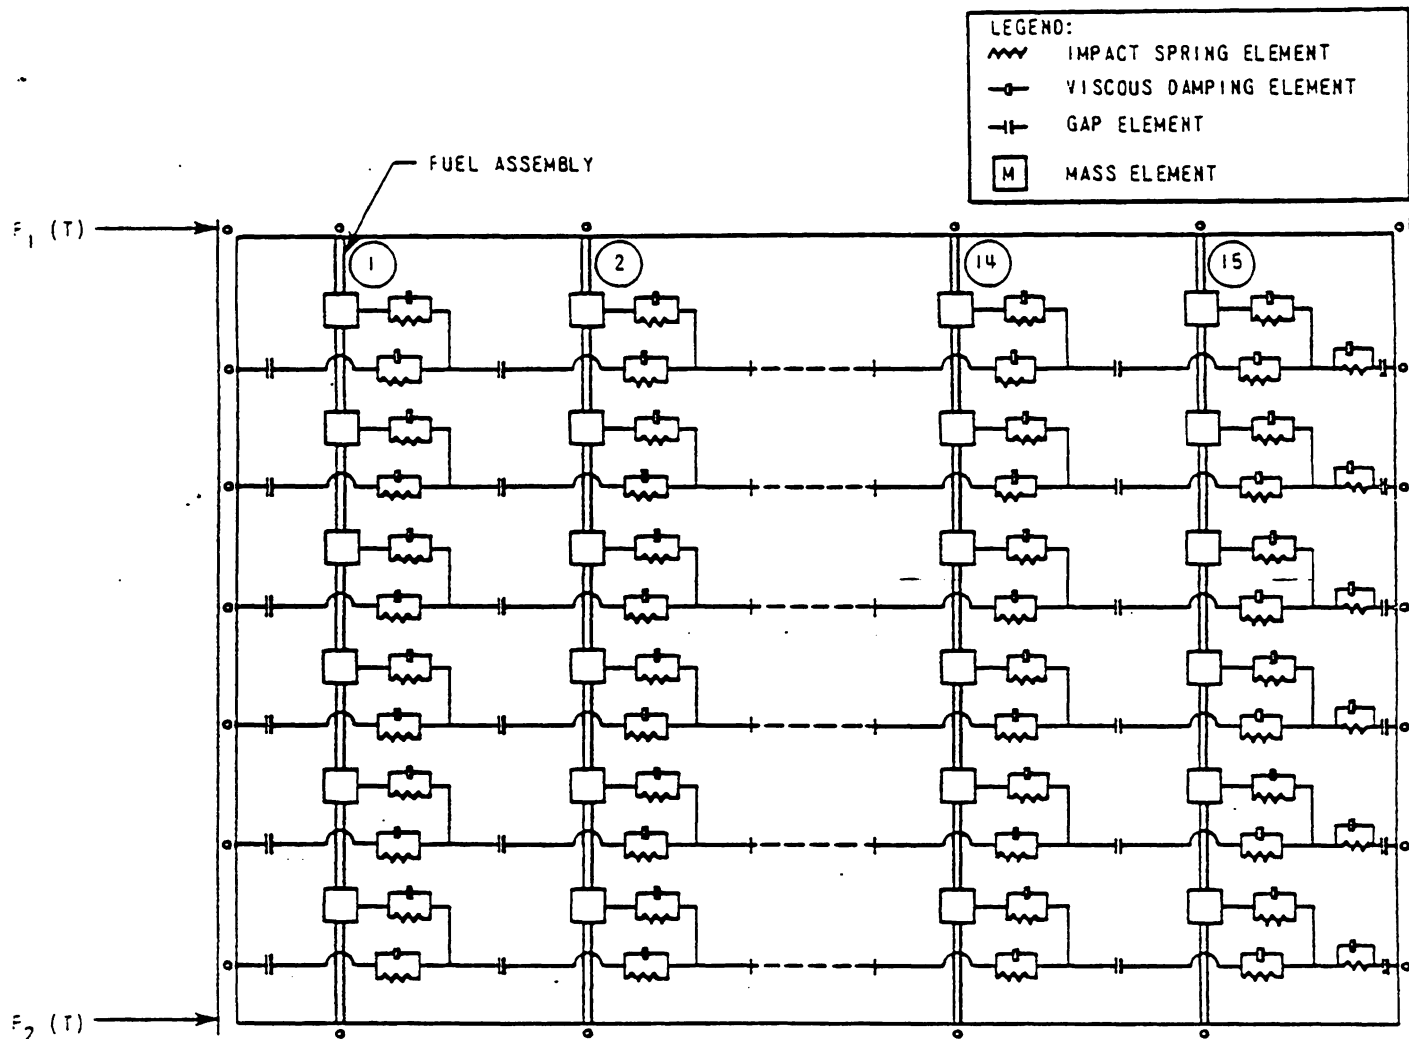 LEGEND:
IMPACT SPRING ELEMENT
VISCOUS DAMPING ELEMENT
GAP ELEMENT
M MASS ELEMENT
FUEL ASSEMBLY
F1 (T)
1 2 14 15
F2 (T)